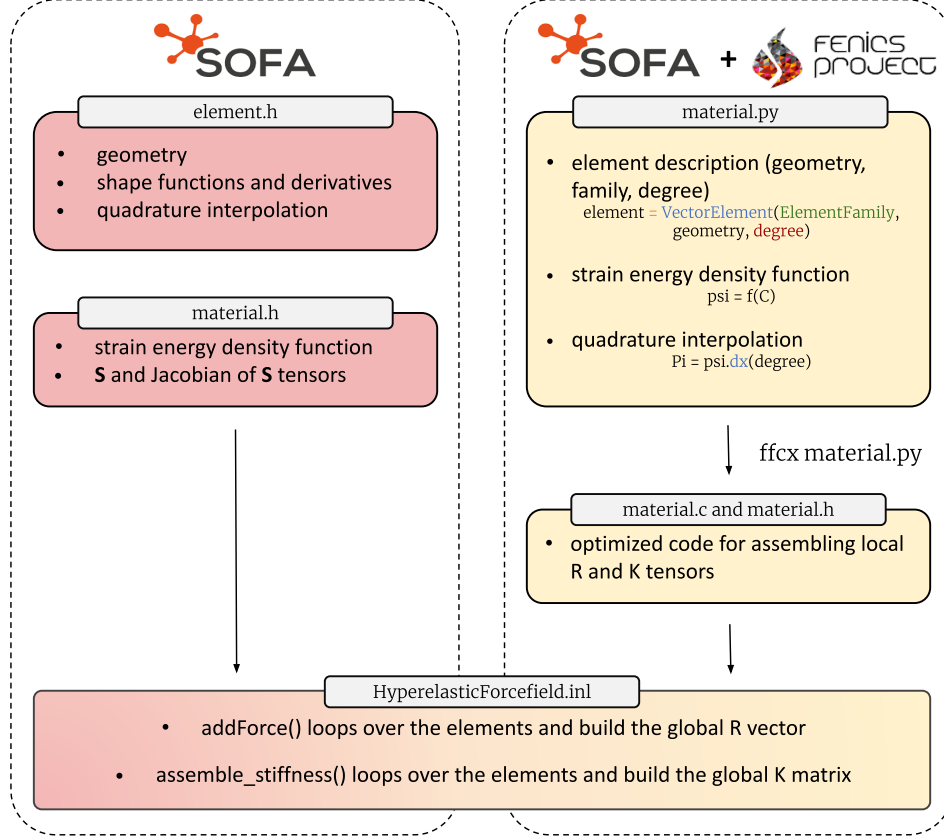 SOFA
element.h
• geometry
• shape functions and derivatives
• quadrature interpolation
material.h
• strain energy density function
• S and Jacobian of S tensors
SOFA + FENICS
PROJECT
material.py
• element description (geometry,
family, degree)
element = VectorElement(ElementFamily,
geometry, degree)
• strain energy density function
psi = f(C)
• quadrature interpolation
Pi = psi.dx(degree)
ffcx material.py
material.c and material.h
• optimized code for assembling local
R and K tensors
HyperelasticForcefield.inl
• addForce() loops over the elements and build the global R vector
• assemble_stiffness() loops over the elements and build the global K matrix